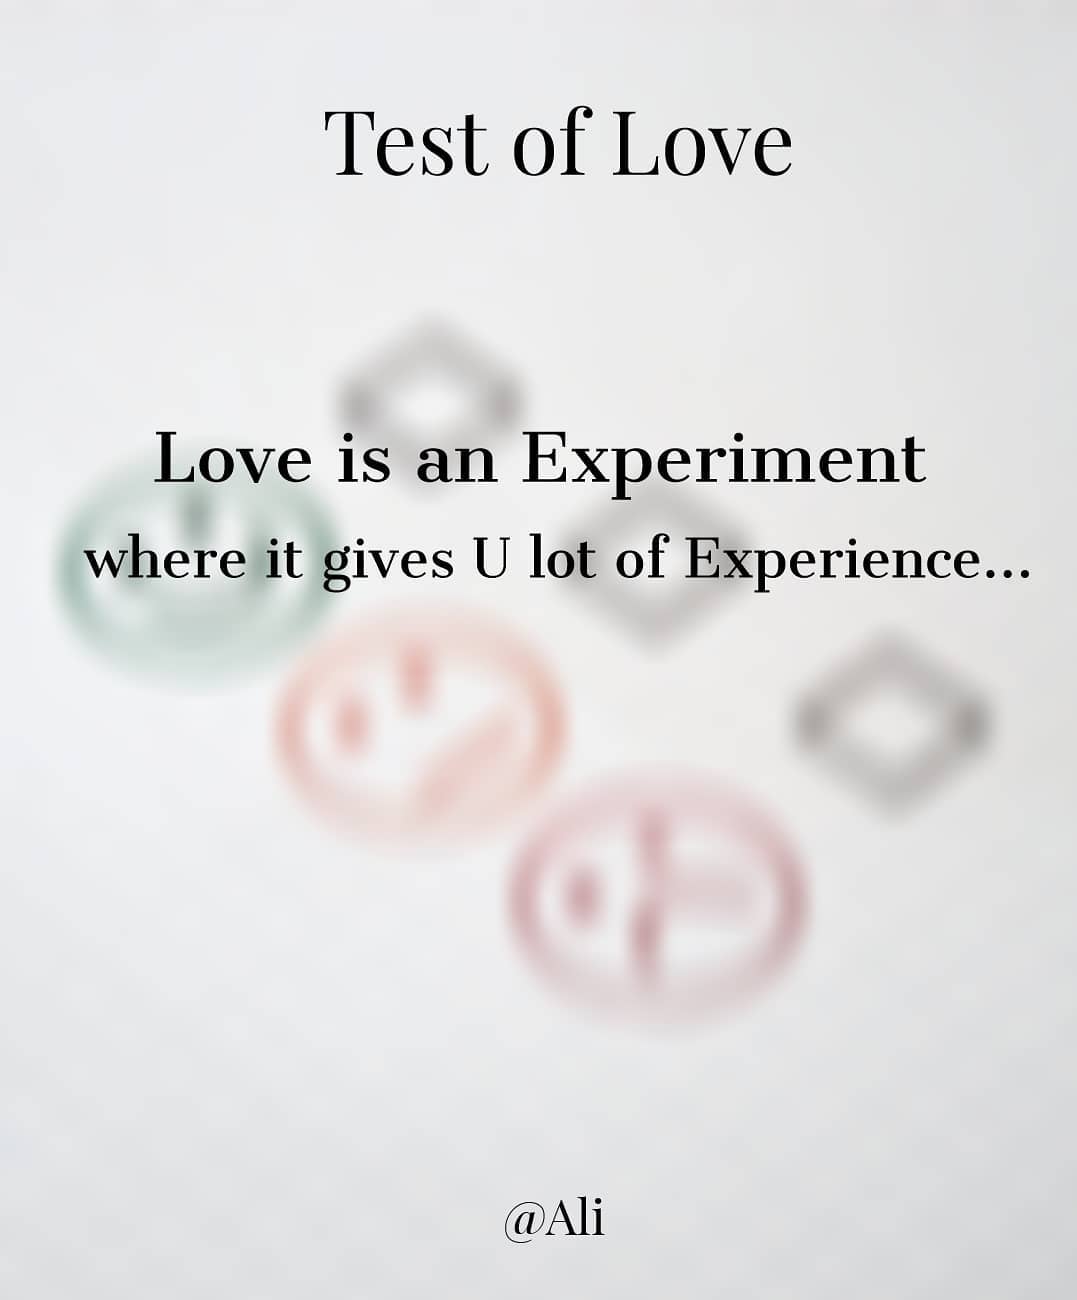 Test of Love
Love is an Experiment
where it gives U lot of Experience...
@Ali